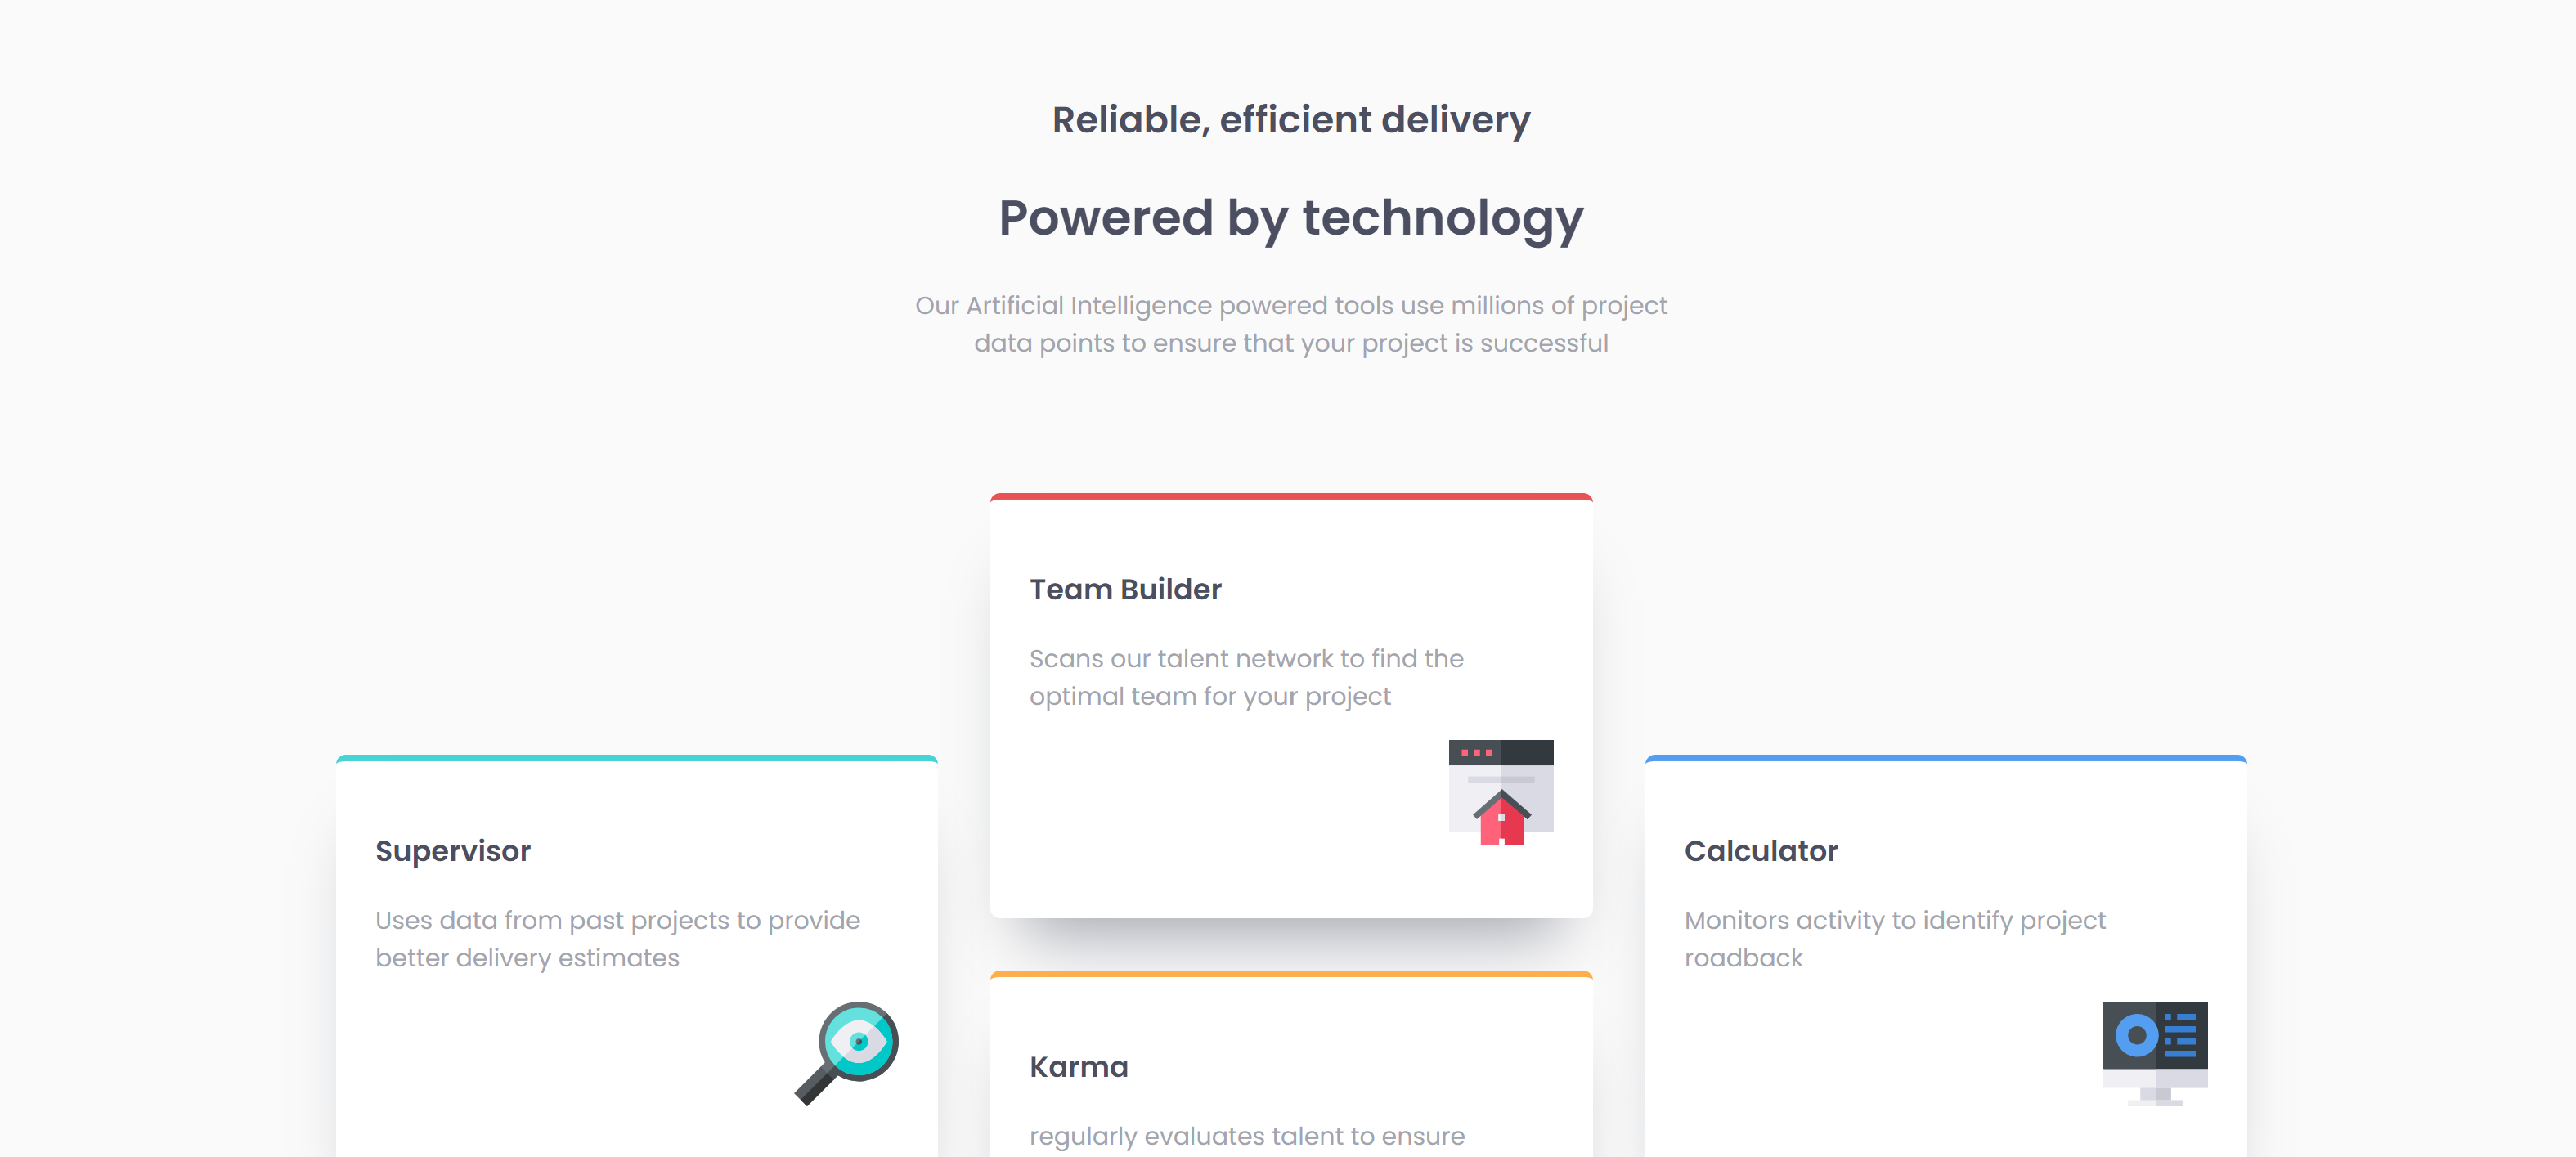 Reliable, efficient delivery
Powered by technology
Our Artificial Intelligence powered tools use millions of project
data points to ensure that your project is successful
Team Builder
Scans our talent network to find the
optimal team for your project
Supervisor
Uses data from past projects to provide
better delivery estimates
Karma
regularly evaluates talent to ensure
Calculator
Monitors activity to identify project
roadback